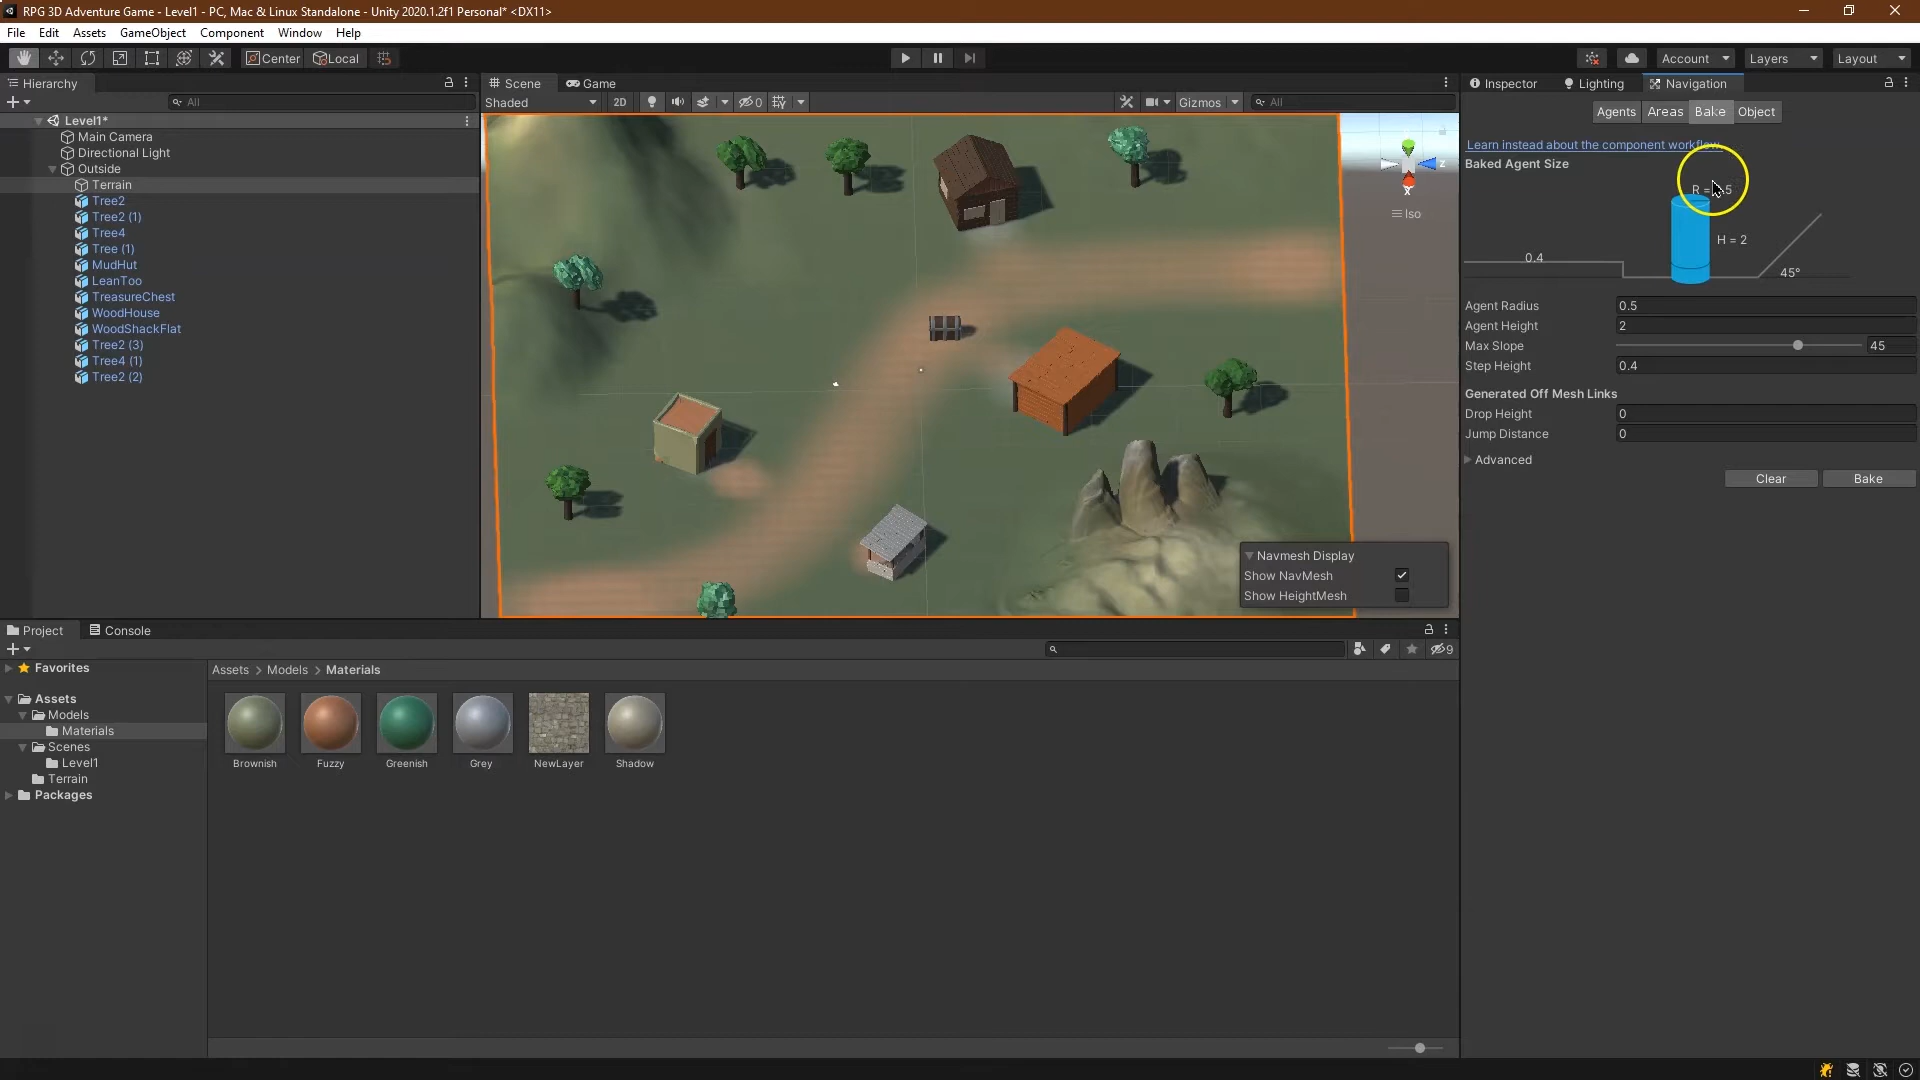 RPG 3D Adventure Game - Level1 - PC, Mac & Linux Standalone - Unity 2020.1.2f1 Personal* <DX11>
File Edit Assets GameObject Component Window Help
Center Local Account Layers Layout
Hierarchy
All
Level1*
Main Camera
Directional Light
Outside
Terrain
Tree2
Tree2 (1)
Tree4
Tree (1)
MudHut
LeanToo
TreasureChest
WoodHouse
WoodShackFlat
Tree2 (3)
Tree4 (1)
Tree2 (2)
Scene Game
Shaded 2D 0 Gizmos All
x
z
Iso
Navmesh Display
Show NavMesh
Show HeightMesh
Inspector Lighting Navigation
Agents Areas Bake Object
Learn instead about the component workflow.
Baked Agent Size
H = 2
0.4
45°
Agent Radius 0.5
Agent Height 2
Max Slope 45
Step Height 0.4
Generated Off Mesh Links
Drop Height 0
Jump Distance 0
Advanced
Clear Bake
Project Console
9
Favorites
Assets
Models
Materials
Scenes
Level1
Terrain
Packages
Assets > Models > Materials
Brownish Fuzzy Greenish Grey NewLayer Shadow